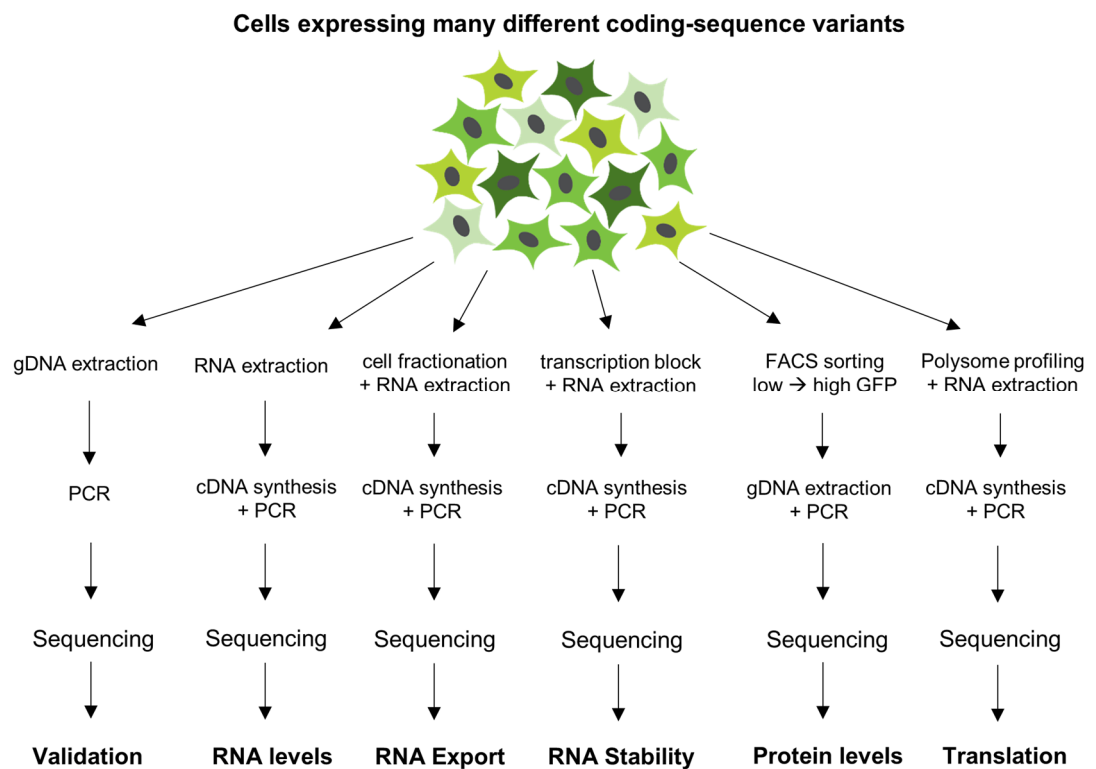 Cells expressing many different coding-sequence variants
gDNA extraction
RNA extraction
cell fractionation
+ RNA extraction
transcription block
+ RNA extraction
FACS sorting
low → high GFP
Polysome profiling
+ RNA extraction
PCR
cDNA synthesis
+ PCR
cDNA synthesis
+ PCR
cDNA synthesis
+ PCR
gDNA extraction
+ PCR
cDNA synthesis
+ PCR
Sequencing
Sequencing
Sequencing
Sequencing
Sequencing
Sequencing
Validation
RNA levels
RNA Export
RNA Stability
Protein levels
Translation